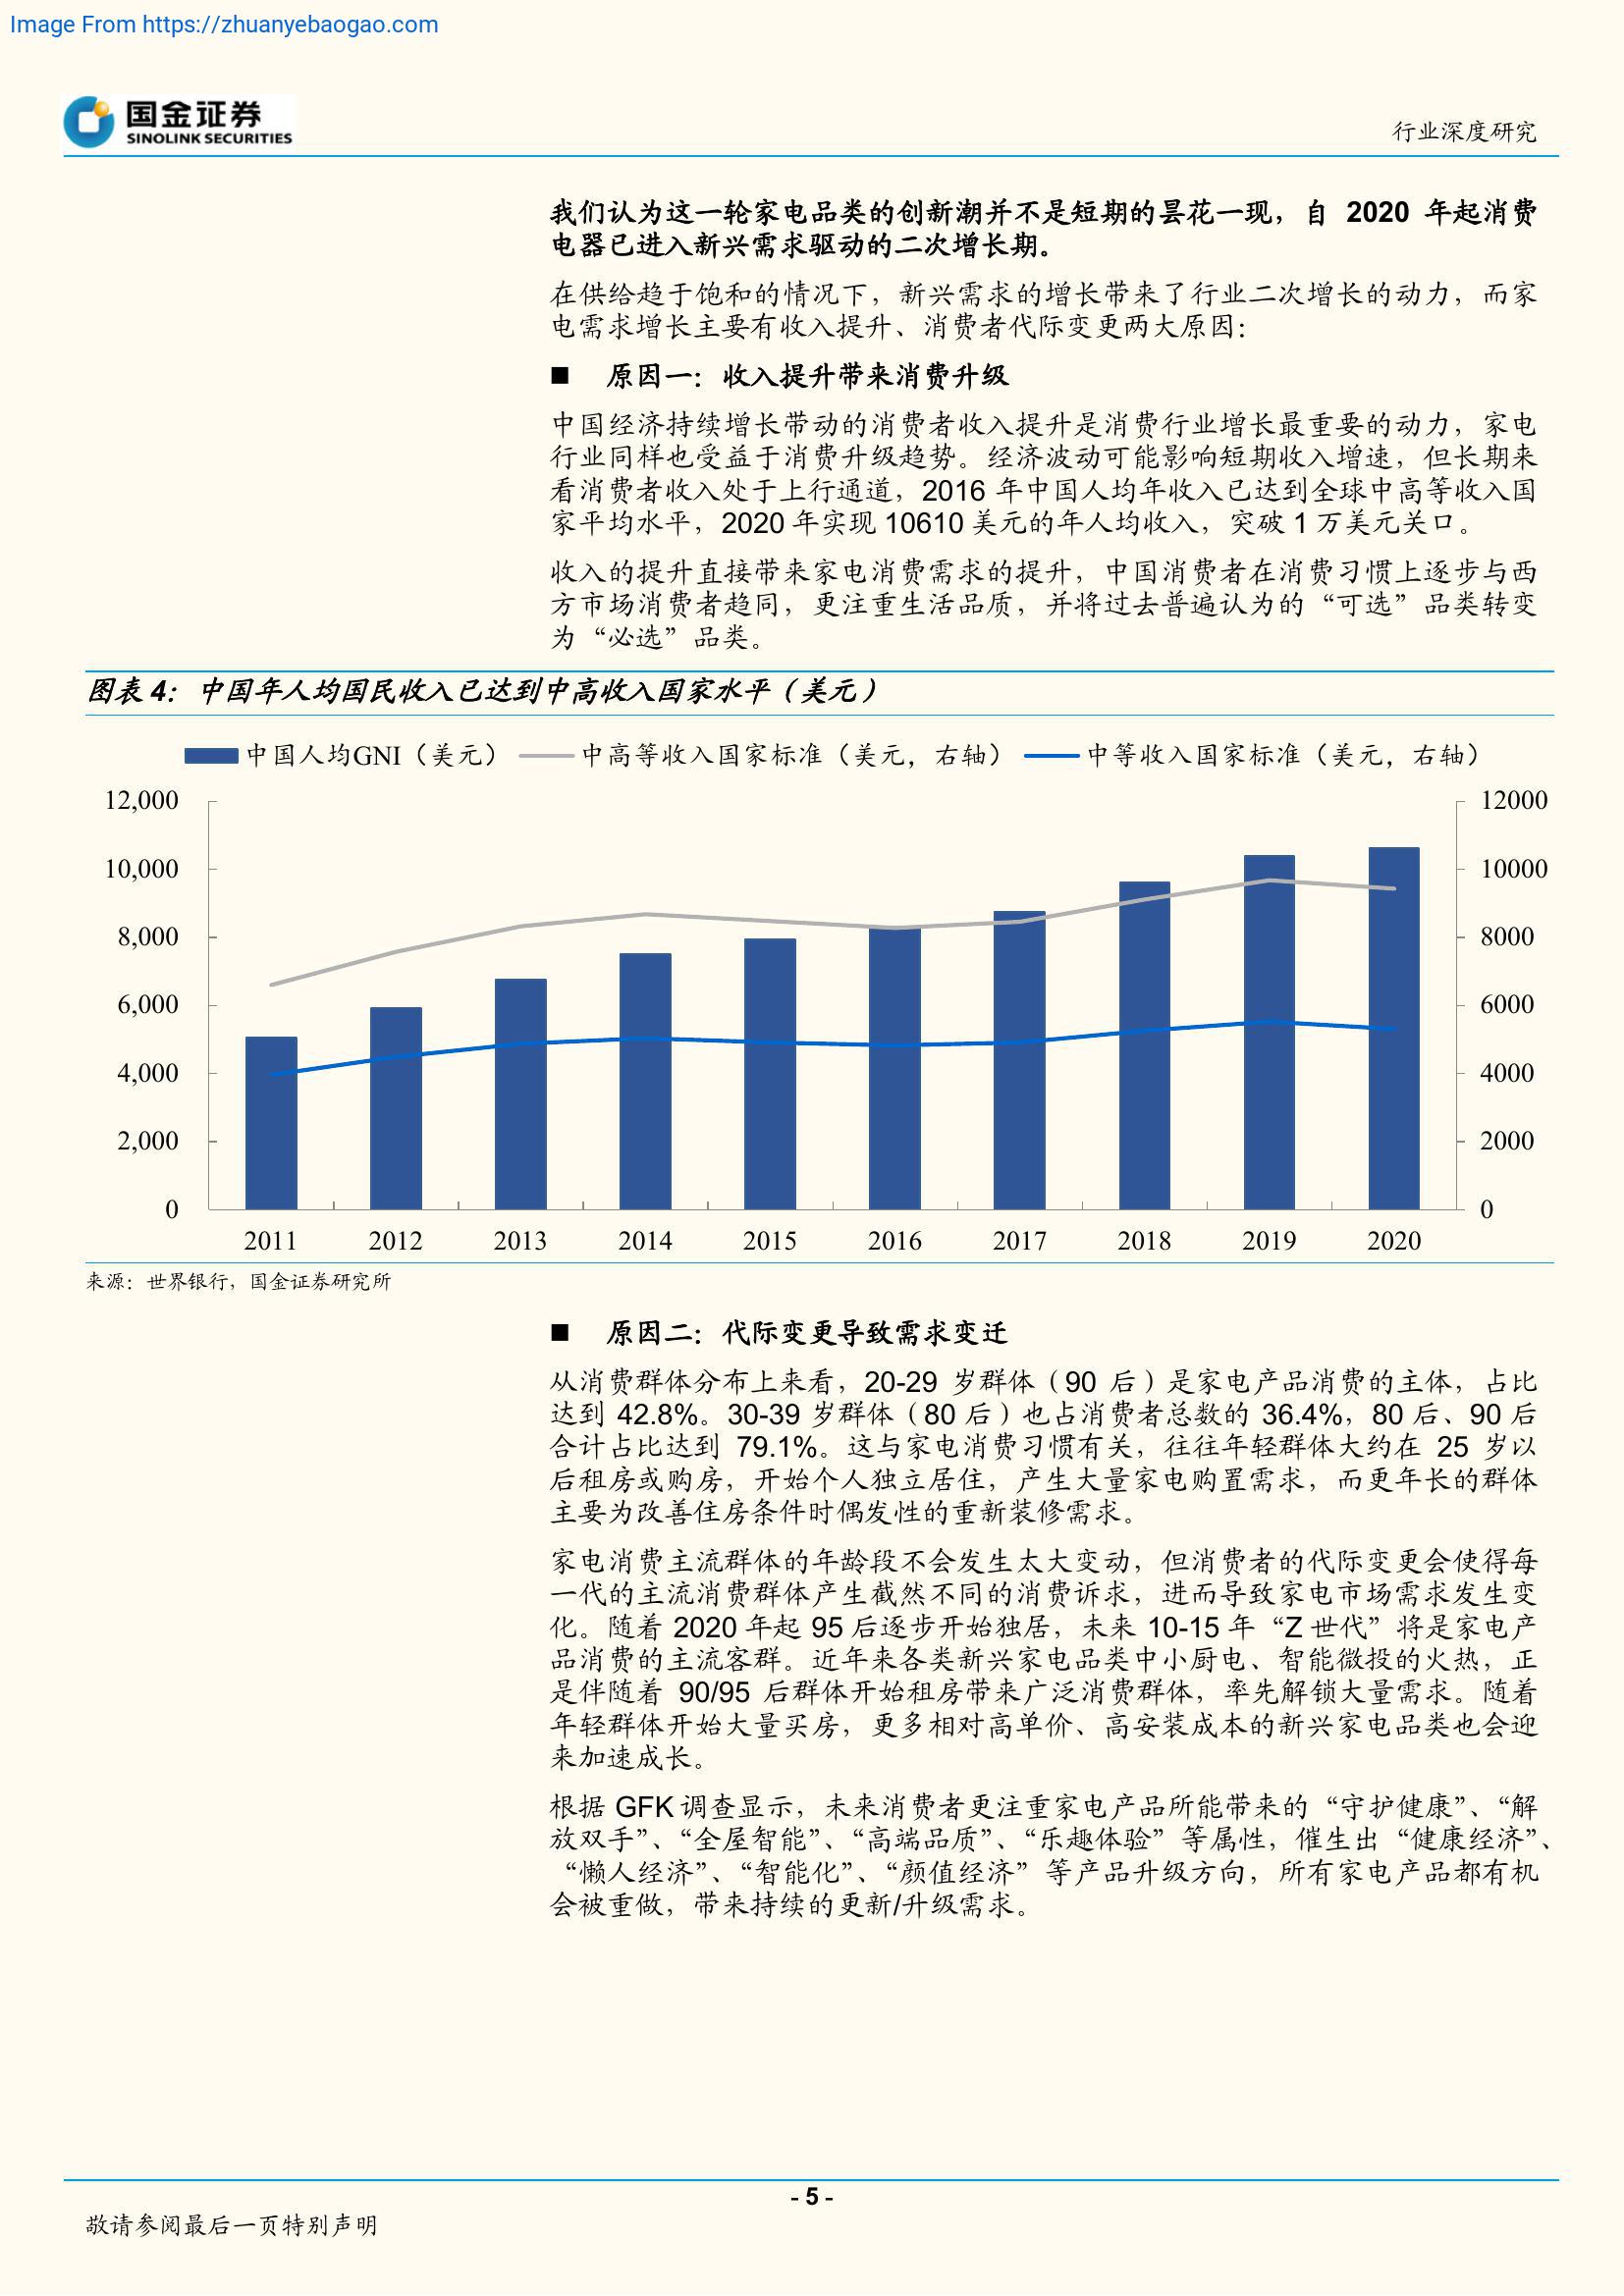 Image From https://zhuanyebaogao.com
国金证券
SINOLINK SECURITIES
行业深度研究
我们认为这一轮家电品类的创新潮并不是短期的昙花一现，自 2020 年起消费
电器已进入新兴需求驱动的二次增长期。
在供给趋于饱和的情况下，新兴需求的增长带来了行业二次增长的动力，而家
电需求增长主要有收入提升、消费者代际变更两大原因：
■ 原因一：收入提升带来消费升级
中国经济持续增长带动的消费者收入提升是消费行业增长最重要的动力，家电
行业同样也受益于消费升级趋势。经济波动可能影响短期收入增速，但长期来
看消费者收入处于上行通道，2016 年中国人均年收入已达到全球中高等收入国
家平均水平，2020 年实现 10610 美元的年人均收入，突破 1 万美元关口。
收入的提升直接带来家电消费需求的提升，中国消费者在消费习惯上逐步与西
方市场消费者趋同，更注重生活品质，并将过去普遍认为的“可选”品类转变
为“必选”品类。
图表 4：中国年人均国民收入已达到中高收入国家水平（美元）
中国人均GNI（美元） 中高等收入国家标准（美元，右轴） 中等收入国家标准（美元，右轴）
12,000 12000
10,000 10000
8,000 8000
6,000 6000
4,000 4000
2,000 2000
0 0
2011 2012 2013 2014 2015 2016 2017 2018 2019 2020
来源：世界银行，国金证券研究所
■ 原因二：代际变更导致需求变迁
从消费群体分布上来看，20-29 岁群体（90 后）是家电产品消费的主体，占比
达到 42.8%。30-39 岁群体（80 后）也占消费者总数的 36.4%，80 后、90 后
合计占比达到 79.1%。这与家电消费习惯有关，往往年轻群体大约在 25 岁以
后租房或购房，开始个人独立居住，产生大量家电购置需求，而更年长的群体
主要为改善住房条件时偶发性的重新装修需求。
家电消费主流群体的年龄段不会发生太大变动，但消费者的代际变更会使得每
一代的主流消费群体产生截然不同的消费诉求，进而导致家电市场需求发生变
化。随着 2020 年起 95 后逐步开始独居，未来 10-15 年“Z 世代”将是家电产
品消费的主流客群。近年来各类新兴家电品类中小厨电、智能微投的火热，正
是伴随着 90/95 后群体开始租房带来广泛消费群体，率先解锁大量需求。随着
年轻群体开始大量买房，更多相对高单价、高安装成本的新兴家电品类也会迎
来加速成长。
根据 GFK 调查显示，未来消费者更注重家电产品所能带来的“守护健康”、“解
放双手”、“全屋智能”、“高端品质”、“乐趣体验”等属性，催生出“健康经济”、
“懒人经济”、“智能化”、“颜值经济”等产品升级方向，所有家电产品都有机
会被重做，带来持续的更新/升级需求。
- 5 -
敬请参阅最后一页特别声明